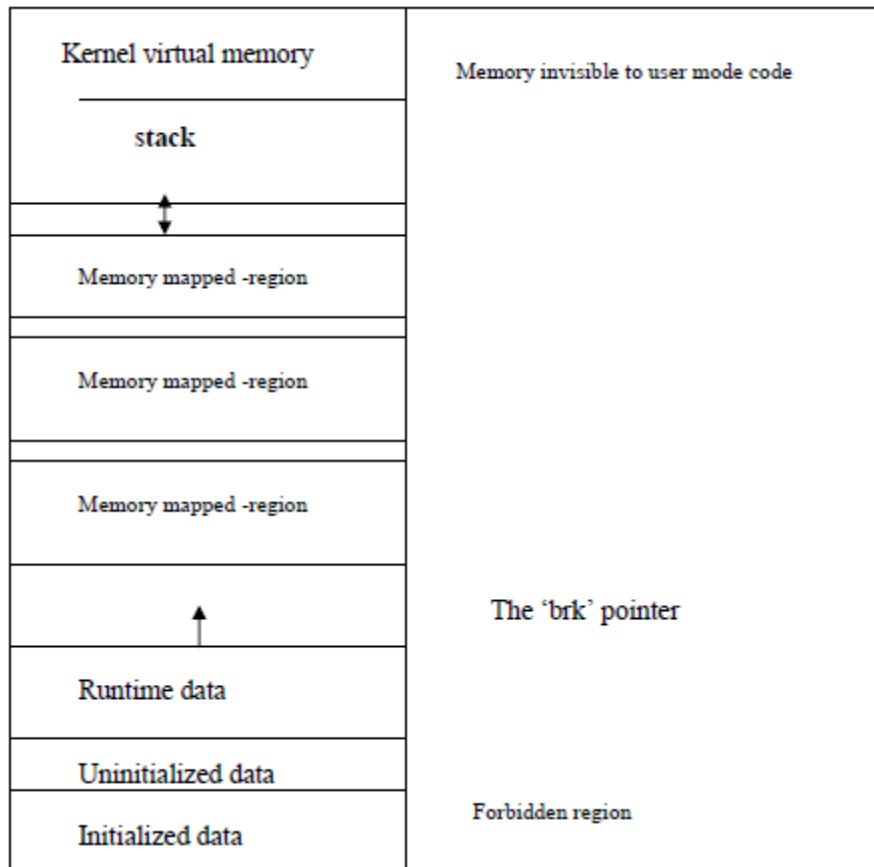 Kernel virtual memory
Memory invisible to user mode code
stack
Memory mapped -region
Memory mapped -region
Memory mapped -region
The ‘brk’ pointer
Runtime data
Uninitialized data
Forbidden region
Initialized data